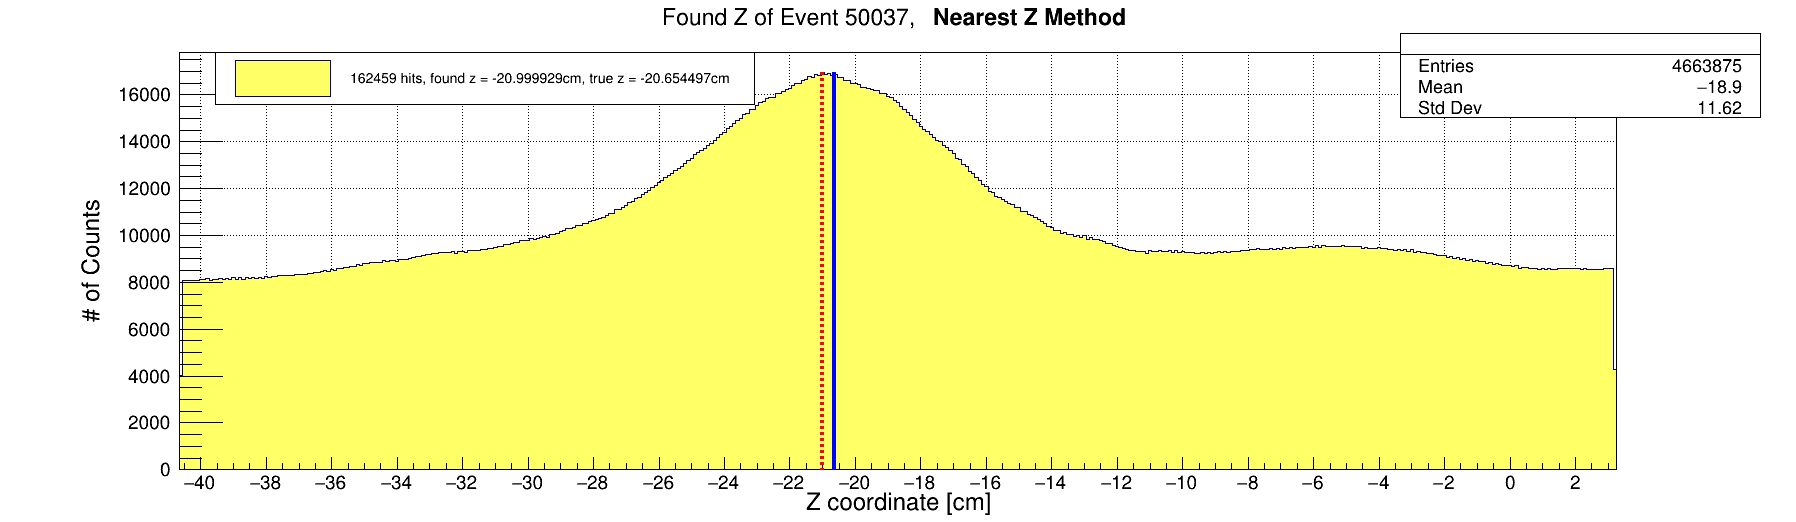 Found Z of Event 50037, Nearest Z Method
162459 hits, found z = -20.999929cm, true z = -20.654497cm
Entries 4663875
Mean −18.9
Std Dev 11.62
16000
14000
12000
10000
8000
6000
4000
2000
0
# of Counts
−40 −38 −36 −34 −32 −30 −28 −26 −24 −22 −20 −18 −16 −14 −12 −10 −8 −6 −4 −2 0 2
Z coordinate [cm]